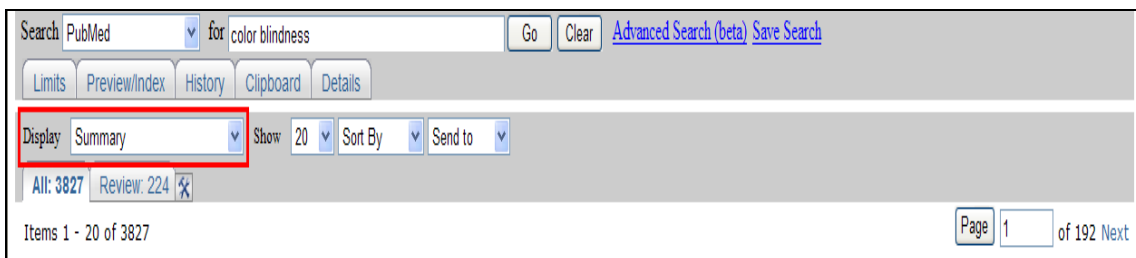 Search PubMed for color blindness Go Clear Advanced Search (beta) Save Search
Limits Preview/Index History Clipboard Details
Display Summary Show 20 Sort By Send to
All: 3827 Review: 224
Items 1 - 20 of 3827 Page 1 of 192 Next